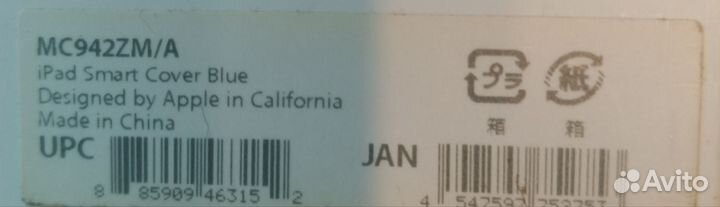 MC942ZM/A
iPad Smart Cover Blue
Designed by Apple in California
Made in China
プラ 紙
箱 箱
UPC JAN
8 85909 46315 2
Avito